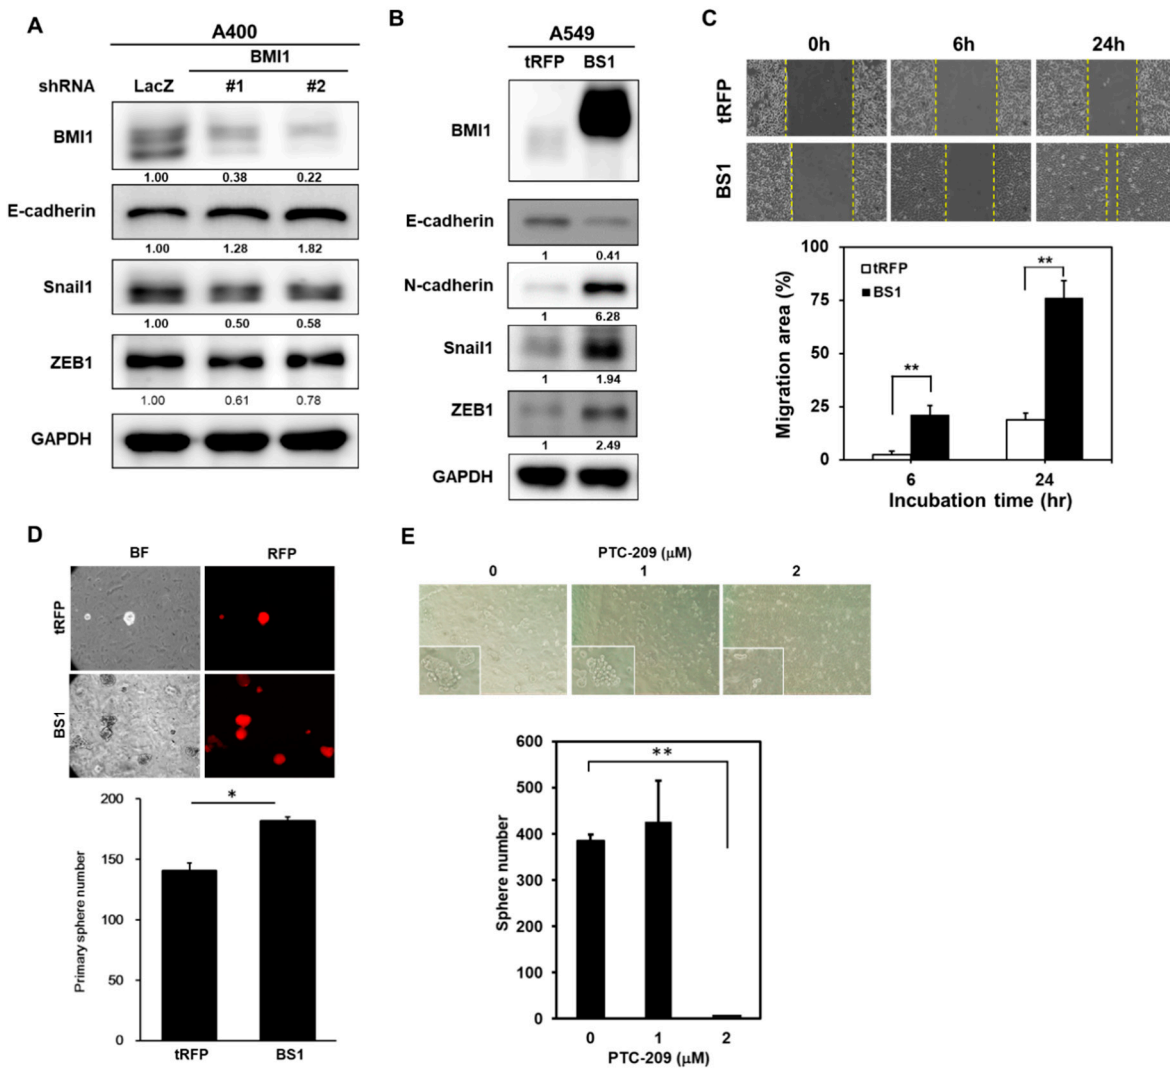 A
A400
BMI1
shRNA LacZ #1 #2
BMI1
1.00 0.38 0.22
E-cadherin
1.00 1.28 1.82
Snail1
1.00 0.50 0.58
ZEB1
1.00 0.61 0.78
GAPDH
B
A549
tRFP BS1
BMI1
E-cadherin
1 0.41
N-cadherin
1 6.28
Snail1
1 1.94
ZEB1
1 2.49
GAPDH
C
0h 6h 24h
tRFP
BS1
100
75
50
25
0
Migration area (%)
tRFP
BS1
**
**
6 24
Incubation time (hr)
D
BF RFP
tRFP
BS1
200
150
100
50
0
Primary sphere number
*
tRFP BS1
E
PTC-209 (μM)
0 1 2
600
500
400
300
200
100
0
Sphere number
**
0 1 2
PTC-209 (μM)